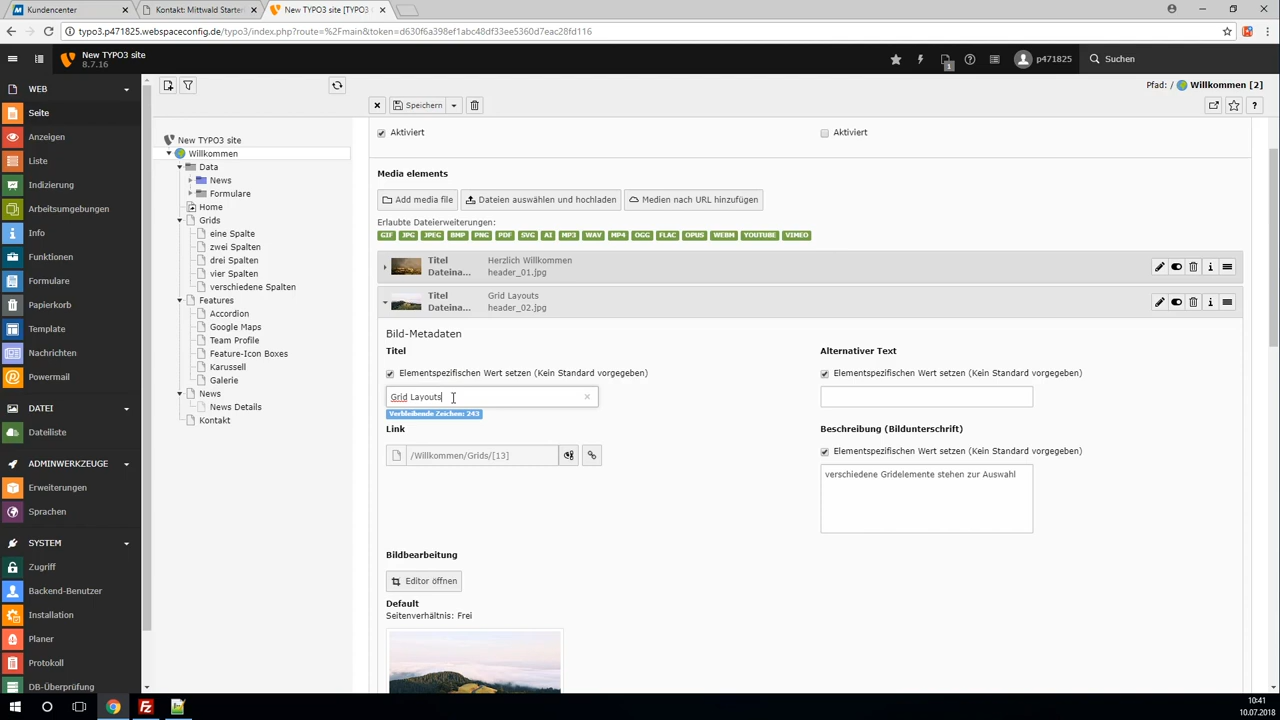 Kundencenter
Kontakt: Mittwald Starter
New TYPO3 site [TYPO3
typo3.p471825.webspaceconfig.de/typo3/index.php?route=%2Fmain&token=d630f6a398ef1abc48df33ee5360d7eac28fd116
New TYPO3 site
8.7.16
1
p471825
Suchen
WEB
Seite
Anzeigen
Liste
Indizierung
Arbeitsumgebungen
Info
Funktionen
Formulare
Papierkorb
Template
Nachrichten
Powermail
DATEI
Dateiliste
ADMINWERKZEUGE
Erweiterungen
Sprachen
SYSTEM
Zugriff
Backend-Benutzer
Installation
Planer
Protokoll
DB-Überprüfung
New TYPO3 site
Willkommen
Data
News
Formulare
Home
Grids
eine Spalte
zwei Spalten
drei Spalten
vier Spalten
verschiedene Spalten
Features
Accordion
Google Maps
Team Profile
Feature-Icon Boxes
Karussell
Galerie
News
News Details
Kontakt
Pfad: / Willkommen [2]
Speichern
Aktiviert
Aktiviert
Media elements
Add media file
Dateien auswählen und hochladen
Medien nach URL hinzufügen
Erlaubte Dateierweiterungen:
GIF JPG JPEG BMP PNG PDF SVG AI MP3 WAV MP4 OGG FLAC OPUS WEBM YOUTUBE VIMEO
Titel Herzlich Willkommen
Dateina... header_01.jpg
Titel Grid Layouts
Dateina... header_02.jpg
Bild-Metadaten
Titel
Elementspezifischen Wert setzen (Kein Standard vorgegeben)
Grid Layouts
Verbleibende Zeichen: 243
Alternativer Text
Elementspezifischen Wert setzen (Kein Standard vorgegeben)
Link
/Willkommen/Grids/[13]
Beschreibung (Bildunterschrift)
Elementspezifischen Wert setzen (Kein Standard vorgegeben)
verschiedene Gridelemente stehen zur Auswahl
Bildbearbeitung
Editor öffnen
Default
Seitenverhältnis: Frei
10:41
10.07.2018